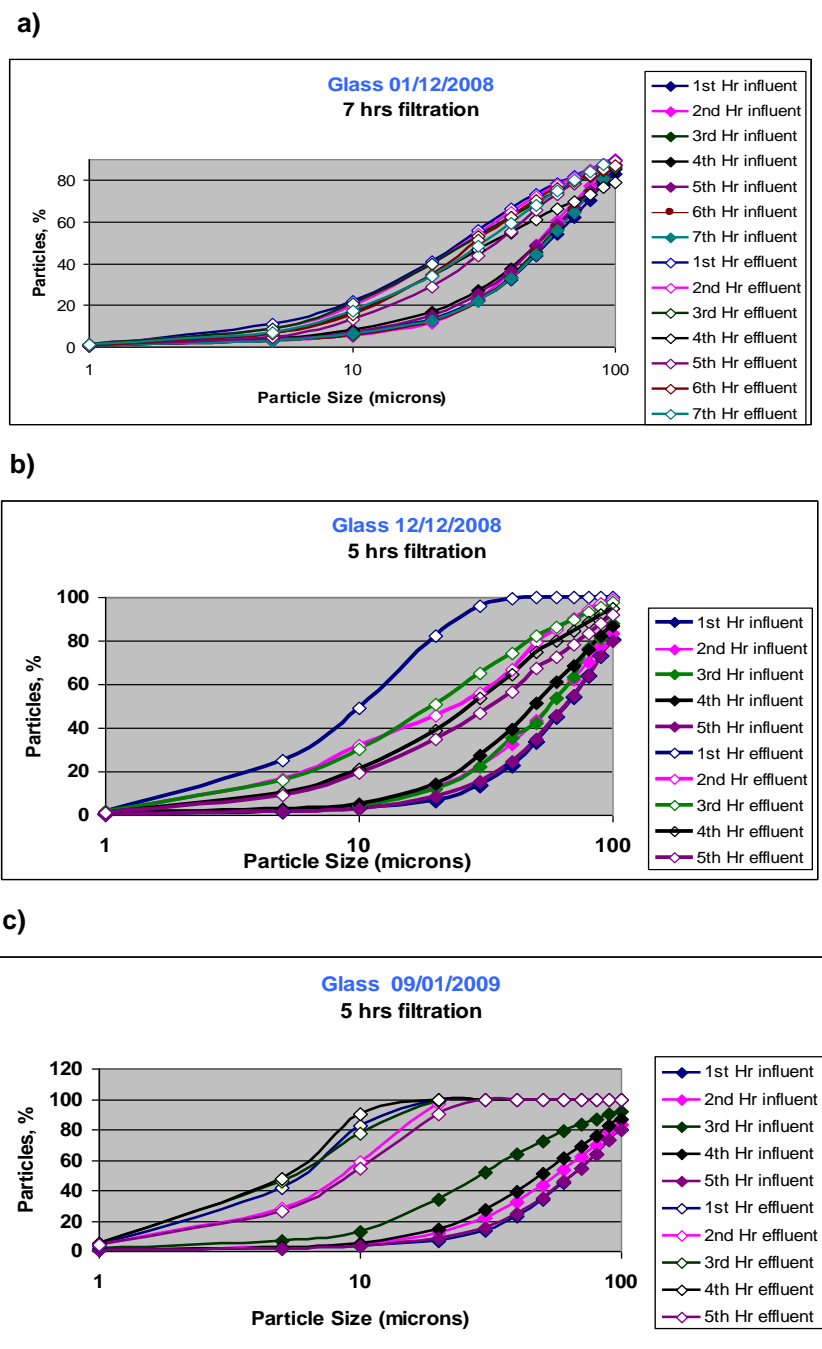 a)
Glass 01/12/2008
7 hrs filtration
Particles, %
80
60
40
20
0
1
10
100
Particle Size (microns)
1st Hr influent
2nd Hr influent
3rd Hr influent
4th Hr influent
5th Hr influent
6th Hr influent
7th Hr influent
1st Hr effluent
2nd Hr effluent
3rd Hr effluent
4th Hr effluent
5th Hr effluent
6th Hr effluent
7th Hr effluent
b)
Glass 12/12/2008
5 hrs filtration
Particles, %
100
80
60
40
20
0
1
10
100
Particle Size (microns)
1st Hr influent
2nd Hr influent
3rd Hr influent
4th Hr influent
5th Hr influent
1st Hr effluent
2nd Hr effluent
3rd Hr effluent
4th Hr effluent
5th Hr effluent
c)
Glass 09/01/2009
5 hrs filtration
Particles, %
120
100
80
60
40
20
0
1
10
100
Particle Size (microns)
1st Hr influent
2nd Hr influent
3rd Hr influent
4th Hr influent
5th Hr influent
1st Hr effluent
2nd Hr effluent
3rd Hr effluent
4th Hr effluent
5th Hr effluent